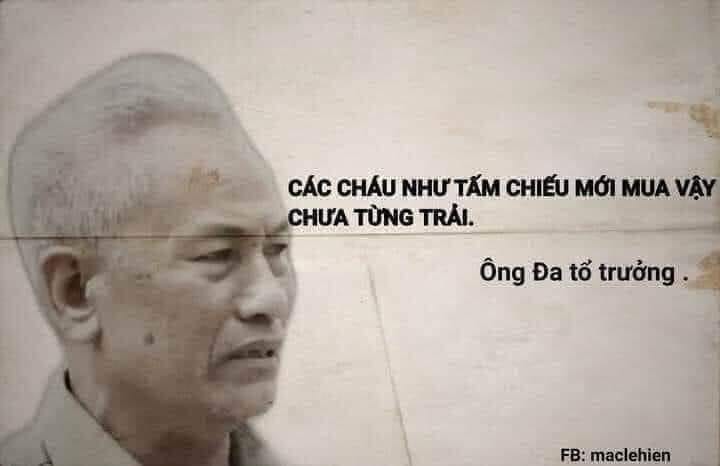 CÁC CHÁU NHƯ TẤM CHIẾU MỚI MUA VẬY
CHƯA TỪNG TRẢI.
Ông Đa tổ trưởng .
FB: maclehien